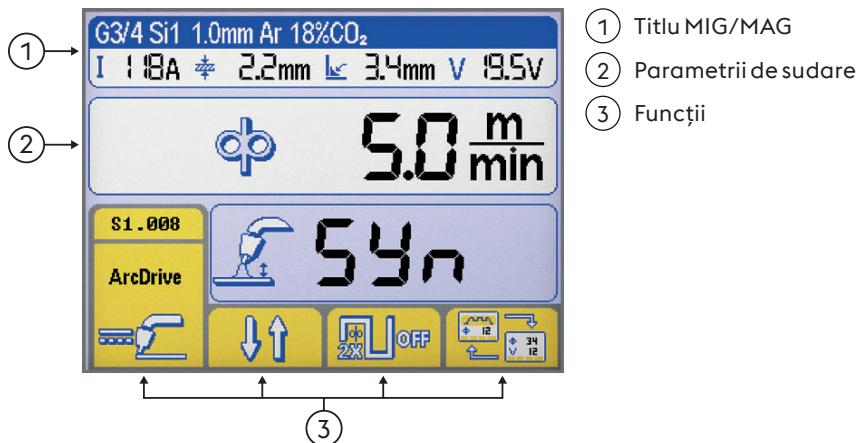 G3/4 Si1 1.0mm Ar 18%CO₂
I 118A 2.2mm 3.4mm V 19.5V
5.0 m/min
S1.008
ArcDrive
Syn
2X OFF
12
34
V 12
1
2
3
1 Titlu MIG/MAG
2 Parametrii de sudare
3 Funcții